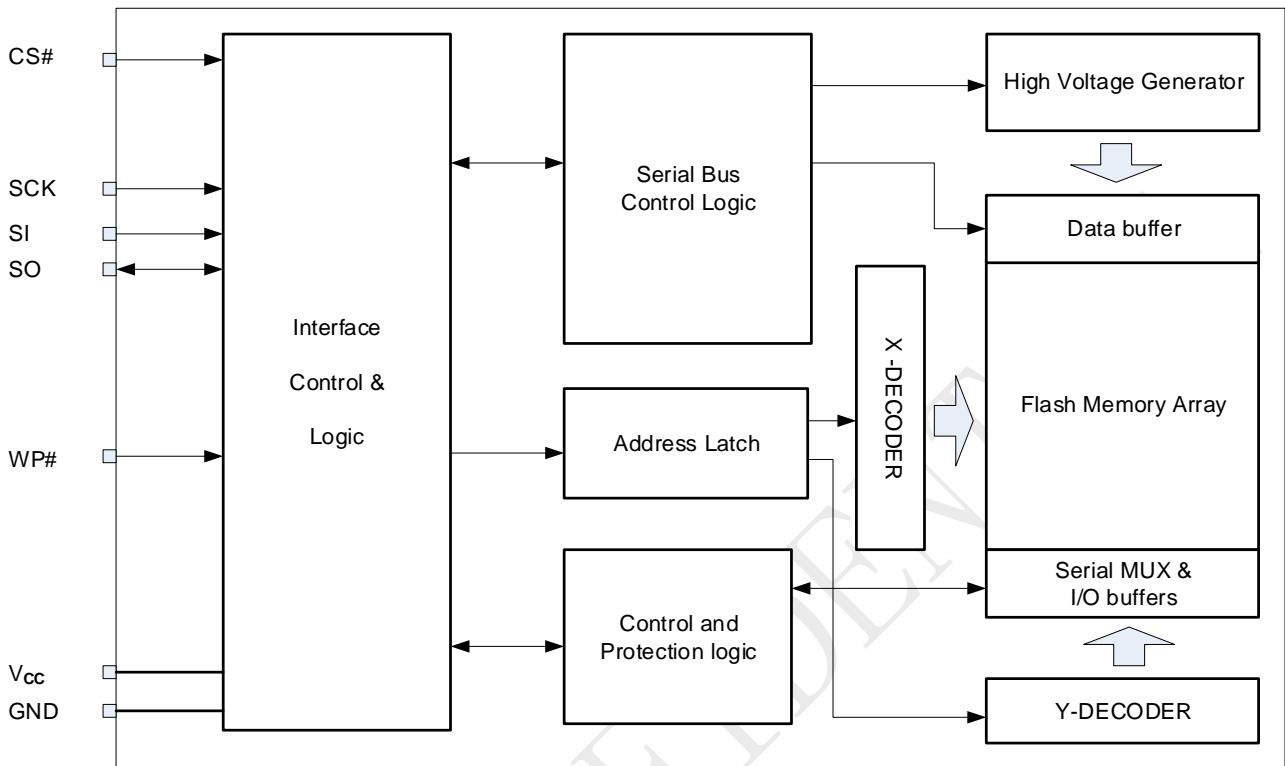 CS#
SCK
SI
SO
WP#
Vcc
GND
Interface
Control &
Logic
Serial Bus
Control Logic
Address Latch
Control and
Protection logic
X -DECODER
High Voltage Generator
Data buffer
Flash Memory Array
Serial MUX &
I/O buffers
Y-DECODER